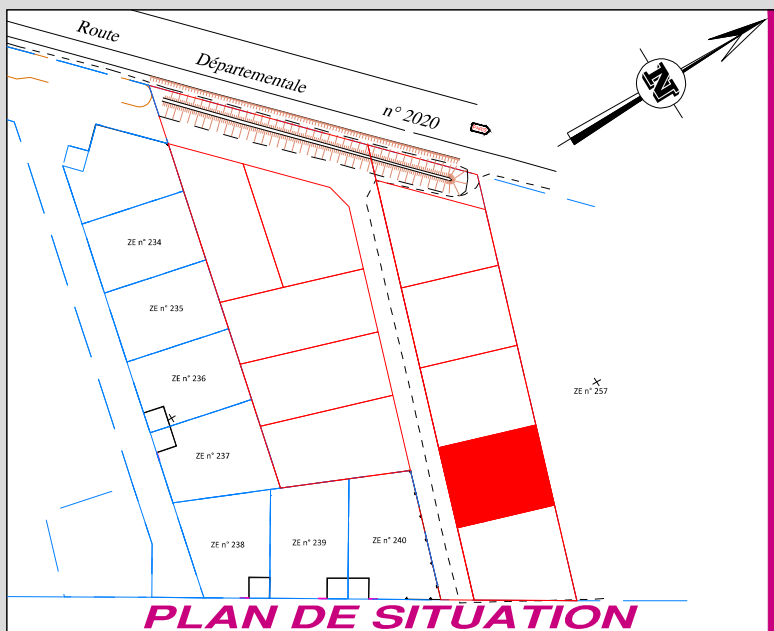 Route Départementale n° 2020
N
ZE n° 234
ZE n° 235
ZE n° 236
ZE n° 237
ZE n° 257
ZE n° 238
ZE n° 239
ZE n° 240
PLAN DE SITUATION